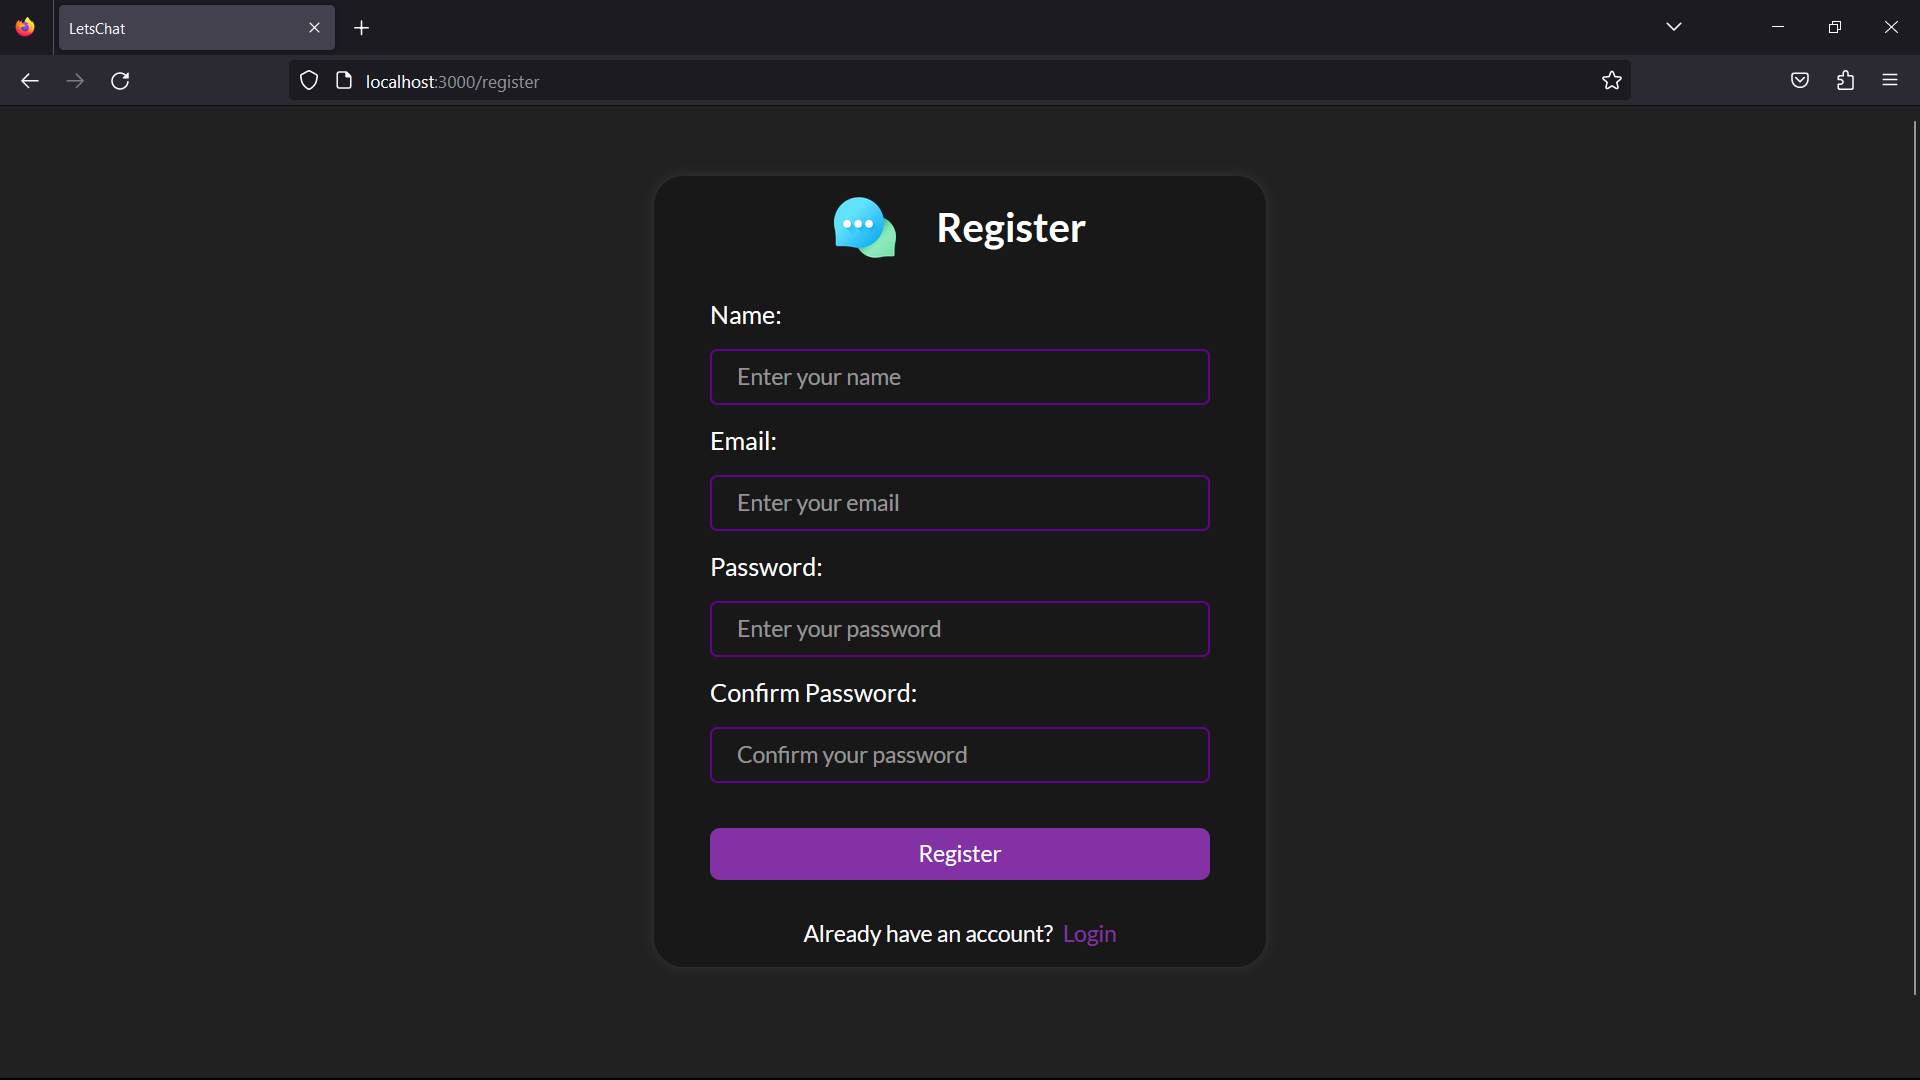 LetsChat
localhost:3000/register
Register
Name:
Enter your name
Email:
Enter your email
Password:
Enter your password
Confirm Password:
Confirm your password
Register
Already have an account? Login